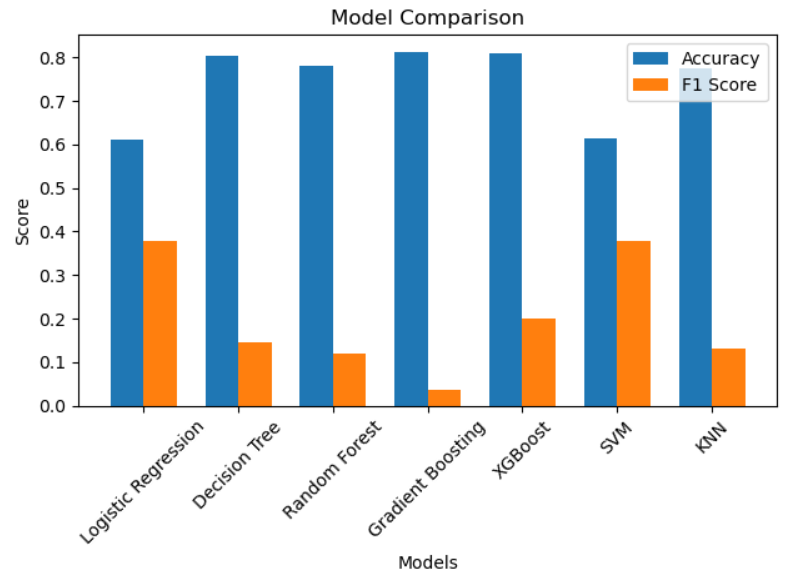 Model Comparison
Accuracy
F1 Score
Score
0.8
0.7
0.6
0.5
0.4
0.3
0.2
0.1
0.0
Logistic Regression
Decision Tree
Random Forest
Gradient Boosting
XGBoost
SVM
KNN
Models